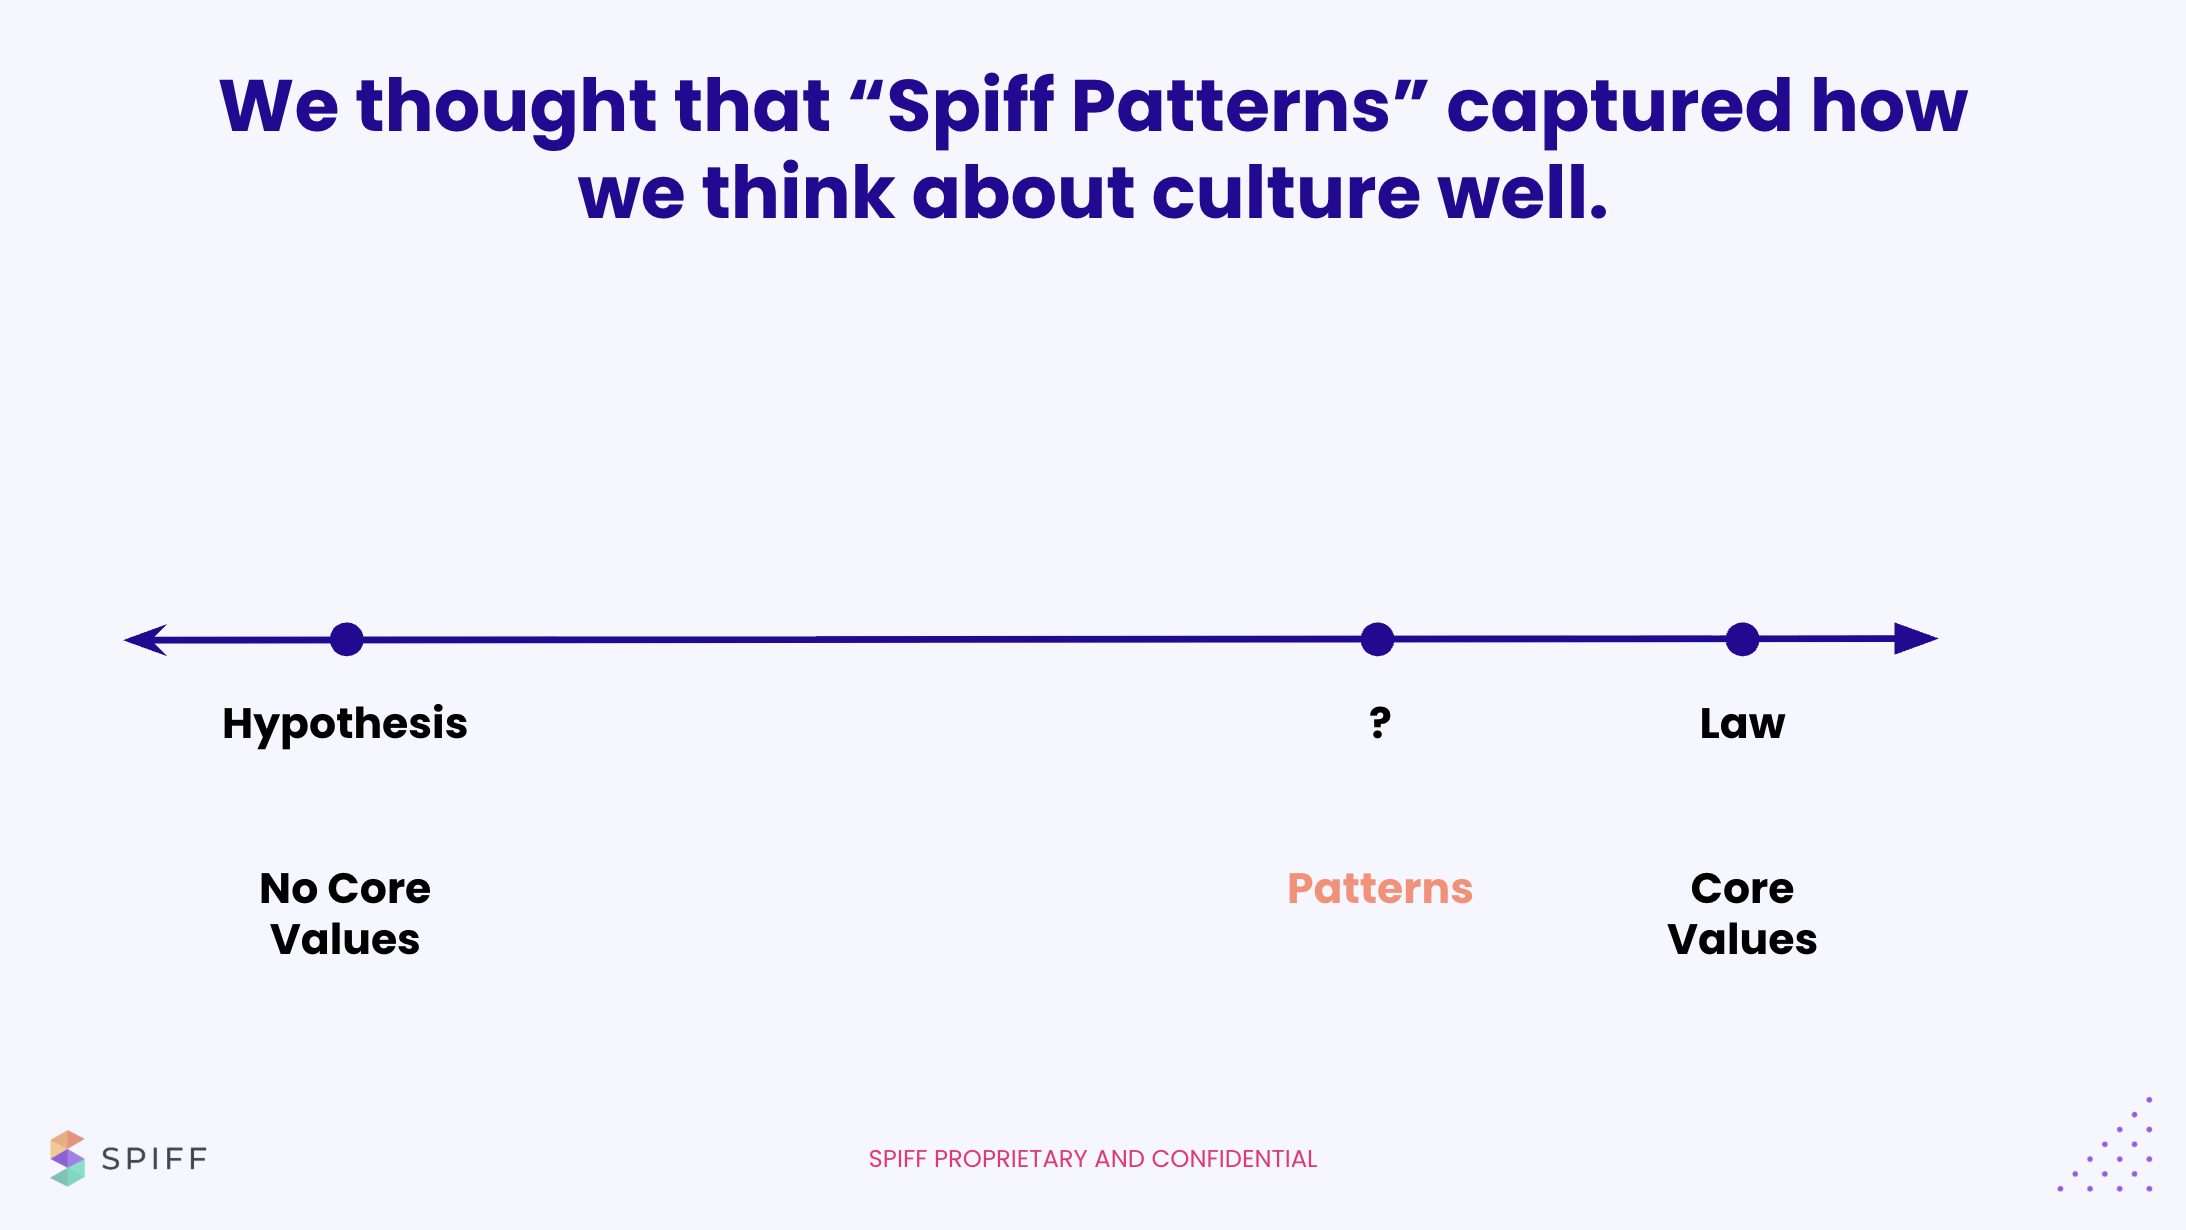 We thought that “Spiff Patterns” captured how
we think about culture well.
Hypothesis
?
Law
No Core
Values
Patterns
Core
Values
SPIFF
SPIFF PROPRIETARY AND CONFIDENTIAL